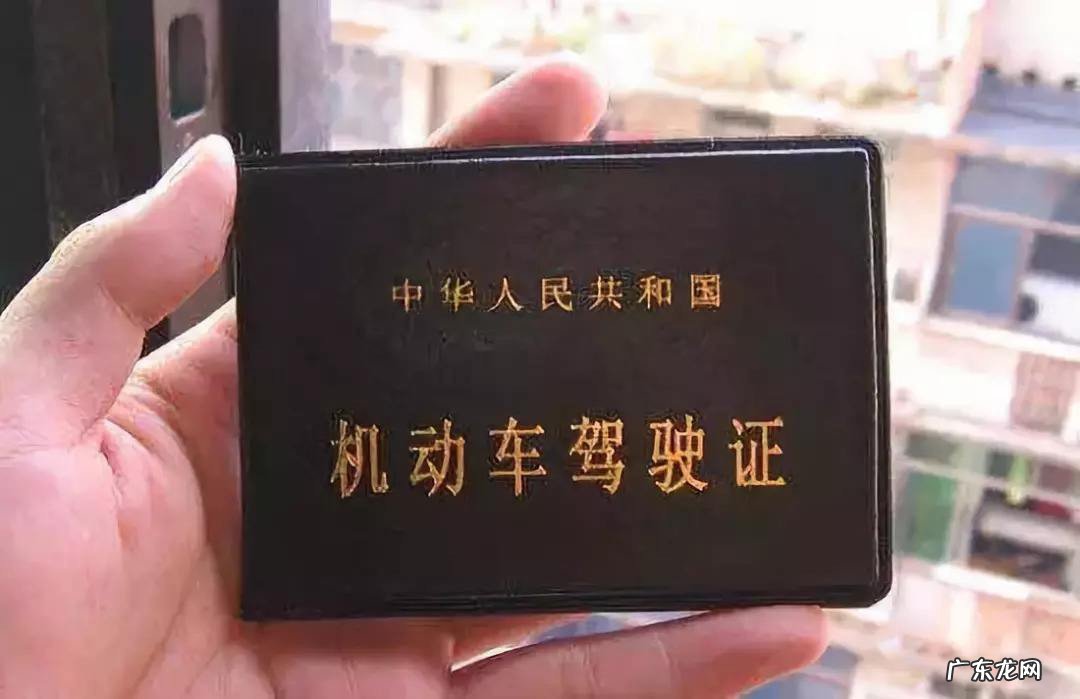 中华人民共和国
机动车驾驶证
广东龙网